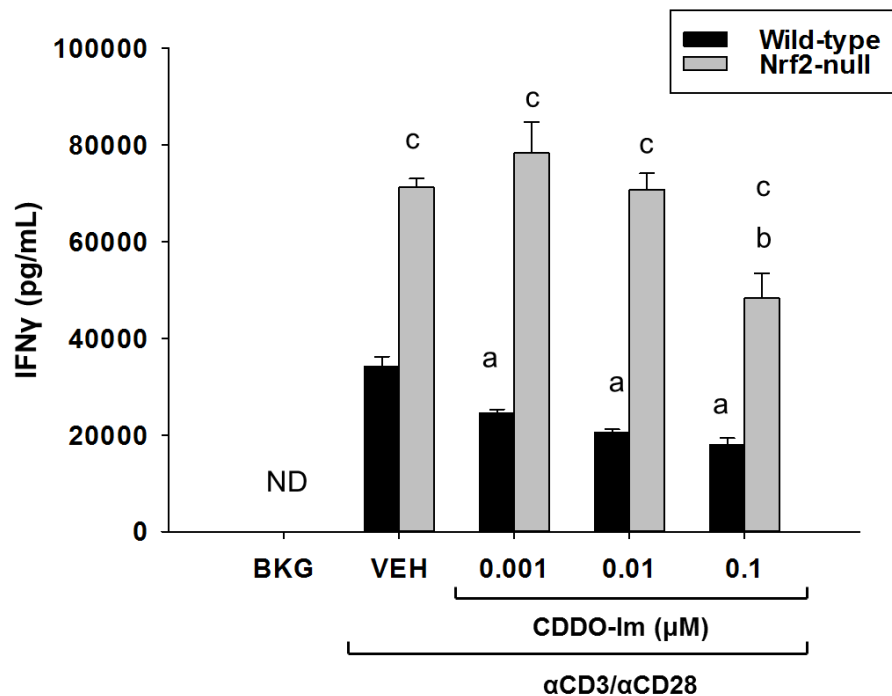 100000
80000
60000
40000
20000
0
IFNγ (pg/mL)
Wild-type
Nrf2-null
ND
c
a
c
a
c
a
c
b
BKG VEH 0.001 0.01 0.1
CDDO-Im (μM)
αCD3/αCD28